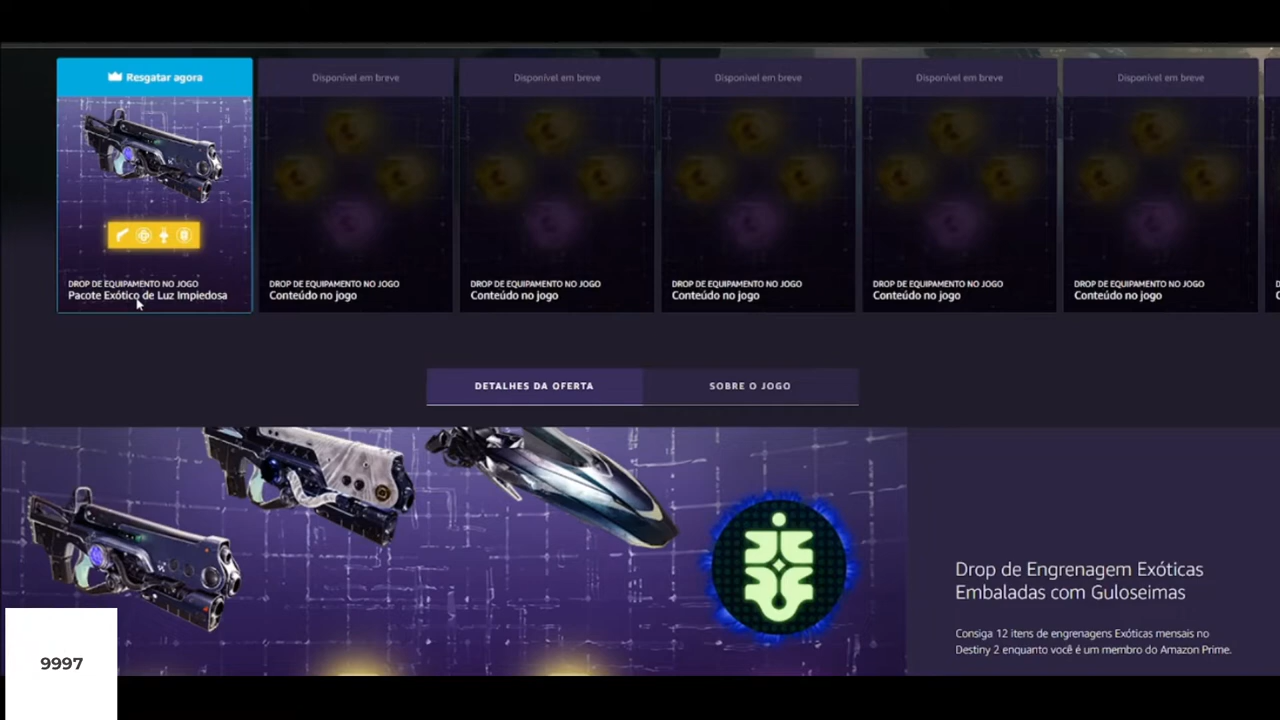 Resgatar agora
Disponível em breve
Disponível em breve
Disponível em breve
Disponível em breve
Disponível em breve
DROP DE EQUIPAMENTO NO JOGO
Pacote Exótico de Luz Impiedosa
DROP DE EQUIPAMENTO NO JOGO
Conteúdo no jogo
DROP DE EQUIPAMENTO NO JOGO
Conteúdo no jogo
DROP DE EQUIPAMENTO NO JOGO
Conteúdo no jogo
DROP DE EQUIPAMENTO NO JOGO
Conteúdo no jogo
DROP DE EQUIPAMENTO NO JOGO
Conteúdo no jogo
DETALHES DA OFERTA
SOBRE O JOGO
Drop de Engrenagem Exóticas
Embaladas com Guloseimas
Consiga 12 itens de engrenagens Exóticas mensais no
Destiny 2 enquanto você é um membro do Amazon Prime.
9997